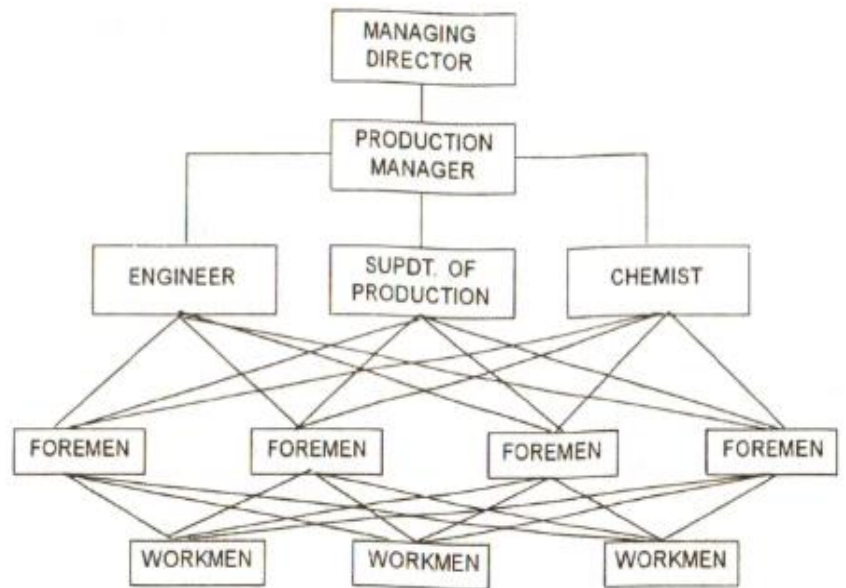 MANAGING
DIRECTOR
PRODUCTION
MANAGER
ENGINEER
SUPDT. OF
PRODUCTION
CHEMIST
FOREMEN
FOREMEN
FOREMEN
FOREMEN
WORKMEN
WORKMEN
WORKMEN